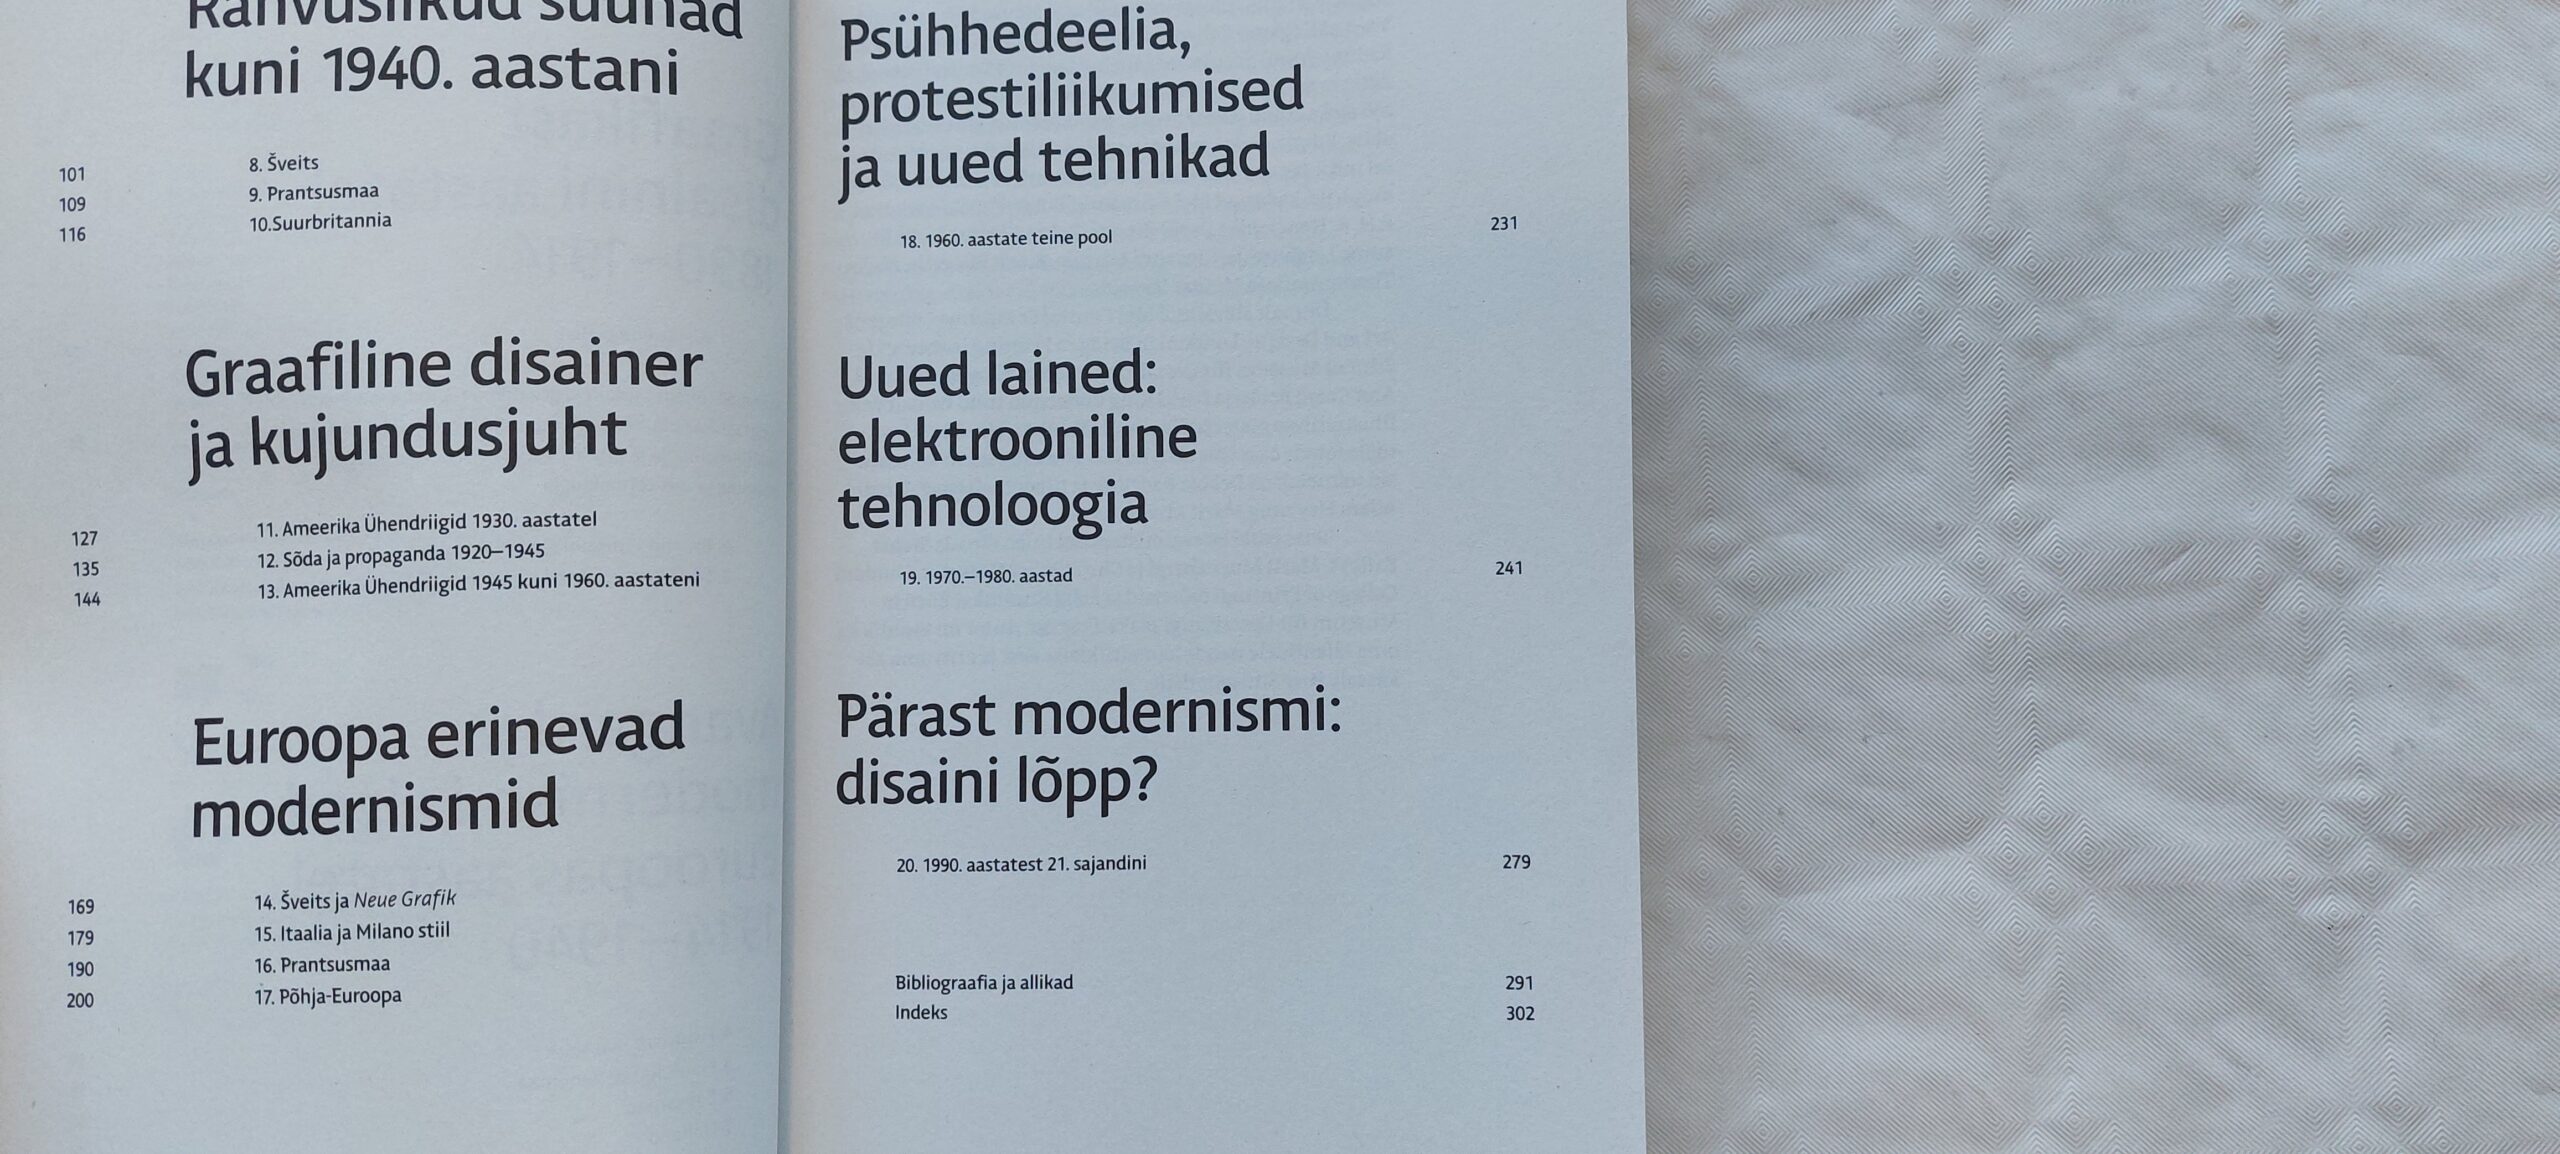 Rahvuslikud suunad
kuni 1940. aastani
101 8. Šveits
109 9. Prantsusmaa
116 10.Suurbritannia
Graafiline disainer
ja kujundusjuht
127 11. Ameerika Ühendriigid 1930. aastatel
135 12. Sõda ja propaganda 1920–1945
144 13. Ameerika Ühendriigid 1945 kuni 1960. aastateni
Euroopa erinevad
modernismid
169 14. Šveits ja Neue Grafik
179 15. Itaalia ja Milano stiil
190 16. Prantsusmaa
200 17. Põhja-Euroopa
Psühhedeelia,
protestiliikumised
ja uued tehnikad
18. 1960. aastate teine pool 231
Uued lained:
elektrooniline
tehnoloogia
19. 1970.–1980. aastad 241
Pärast modernismi:
disaini lõpp?
20. 1990. aastatest 21. sajandini 279
Bibliograafia ja allikad 291
Indeks 302